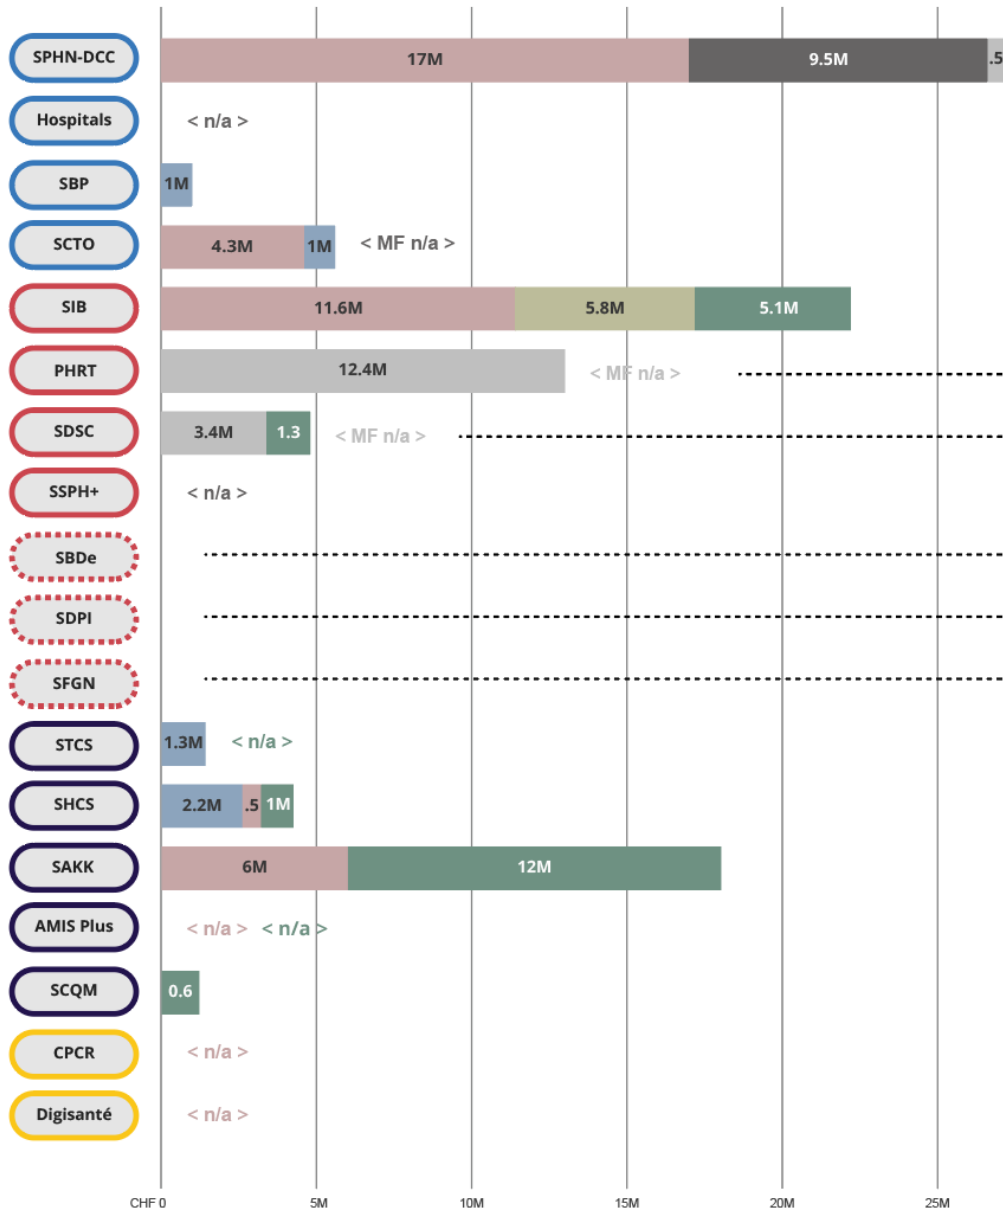 SPHN-DCC 17M 9.5M .5
Hospitals < n/a >
SBP 1M
SCTO 4.3M 1M < MF n/a >
SIB 11.6M 5.8M 5.1M
PHRT 12.4M < MF n/a >
SDSC 3.4M 1.3 < MF n/a >
SSPH+ < n/a >
SBDe
SDPI
SFGN
STCS 1.3M < n/a >
SHCS 2.2M .5 1M
SAKK 6M 12M
AMIS Plus < n/a > < n/a >
SCQM 0.6
CPCR < n/a >
Digisanté < n/a >
CHF 0 5M 10M 15M 20M 25M